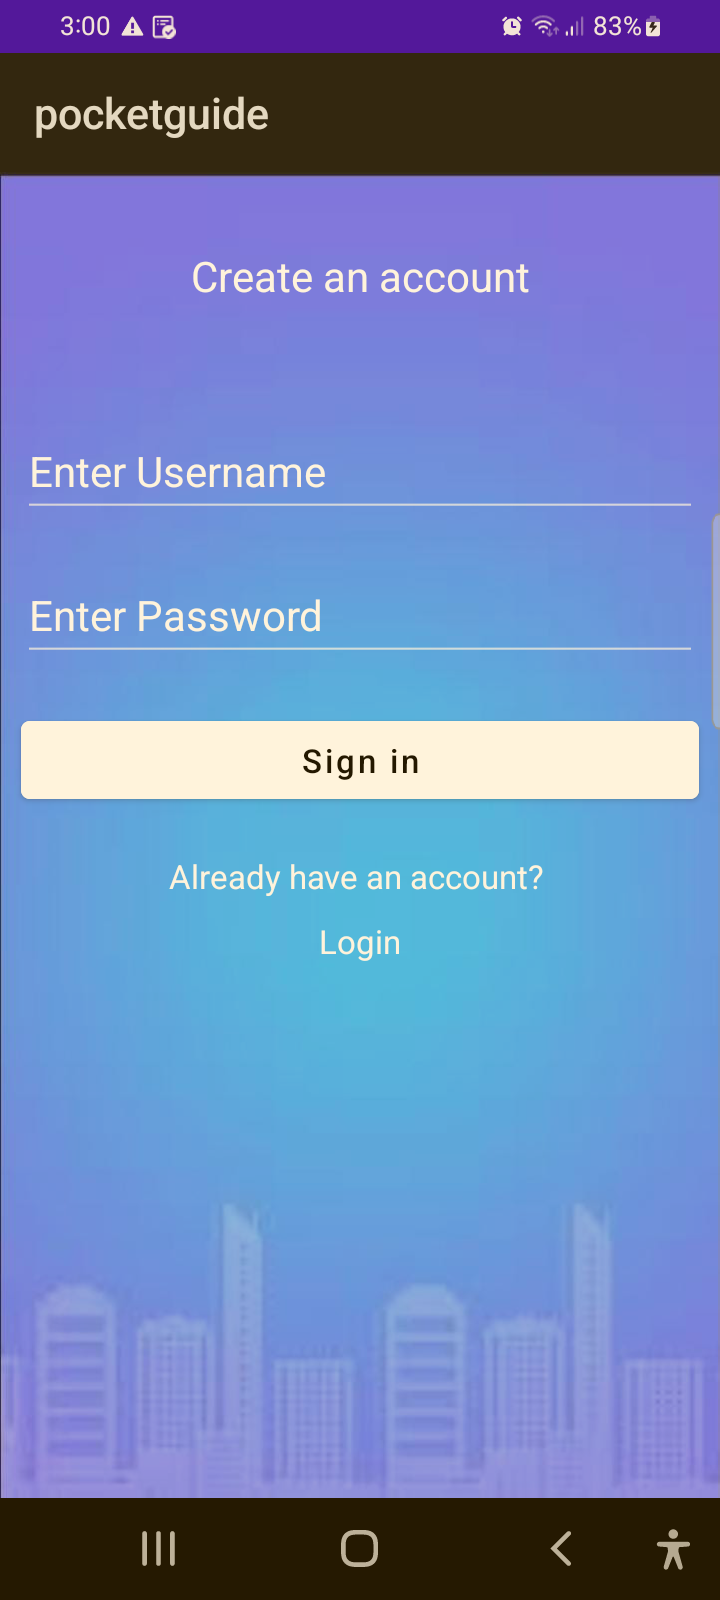 3:00 83%
pocketguide
Create an account
Enter Username
Enter Password
Sign in
Already have an account?
Login